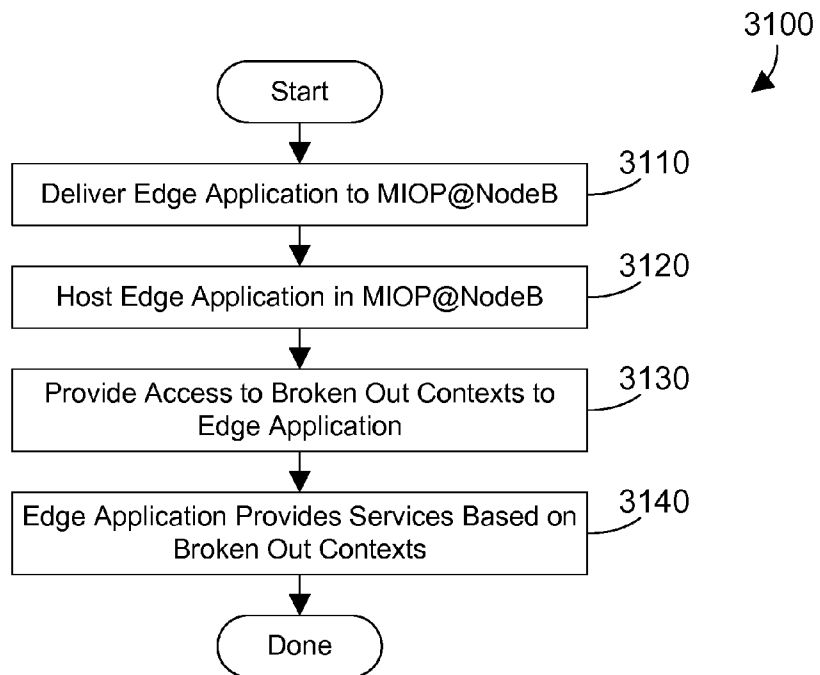 3100
Start
3110
Deliver Edge Application to MIOP@NodeB
3120
Host Edge Application in MIOP@NodeB
3130
Provide Access to Broken Out Contexts to
Edge Application
3140
Edge Application Provides Services Based on
Broken Out Contexts
Done